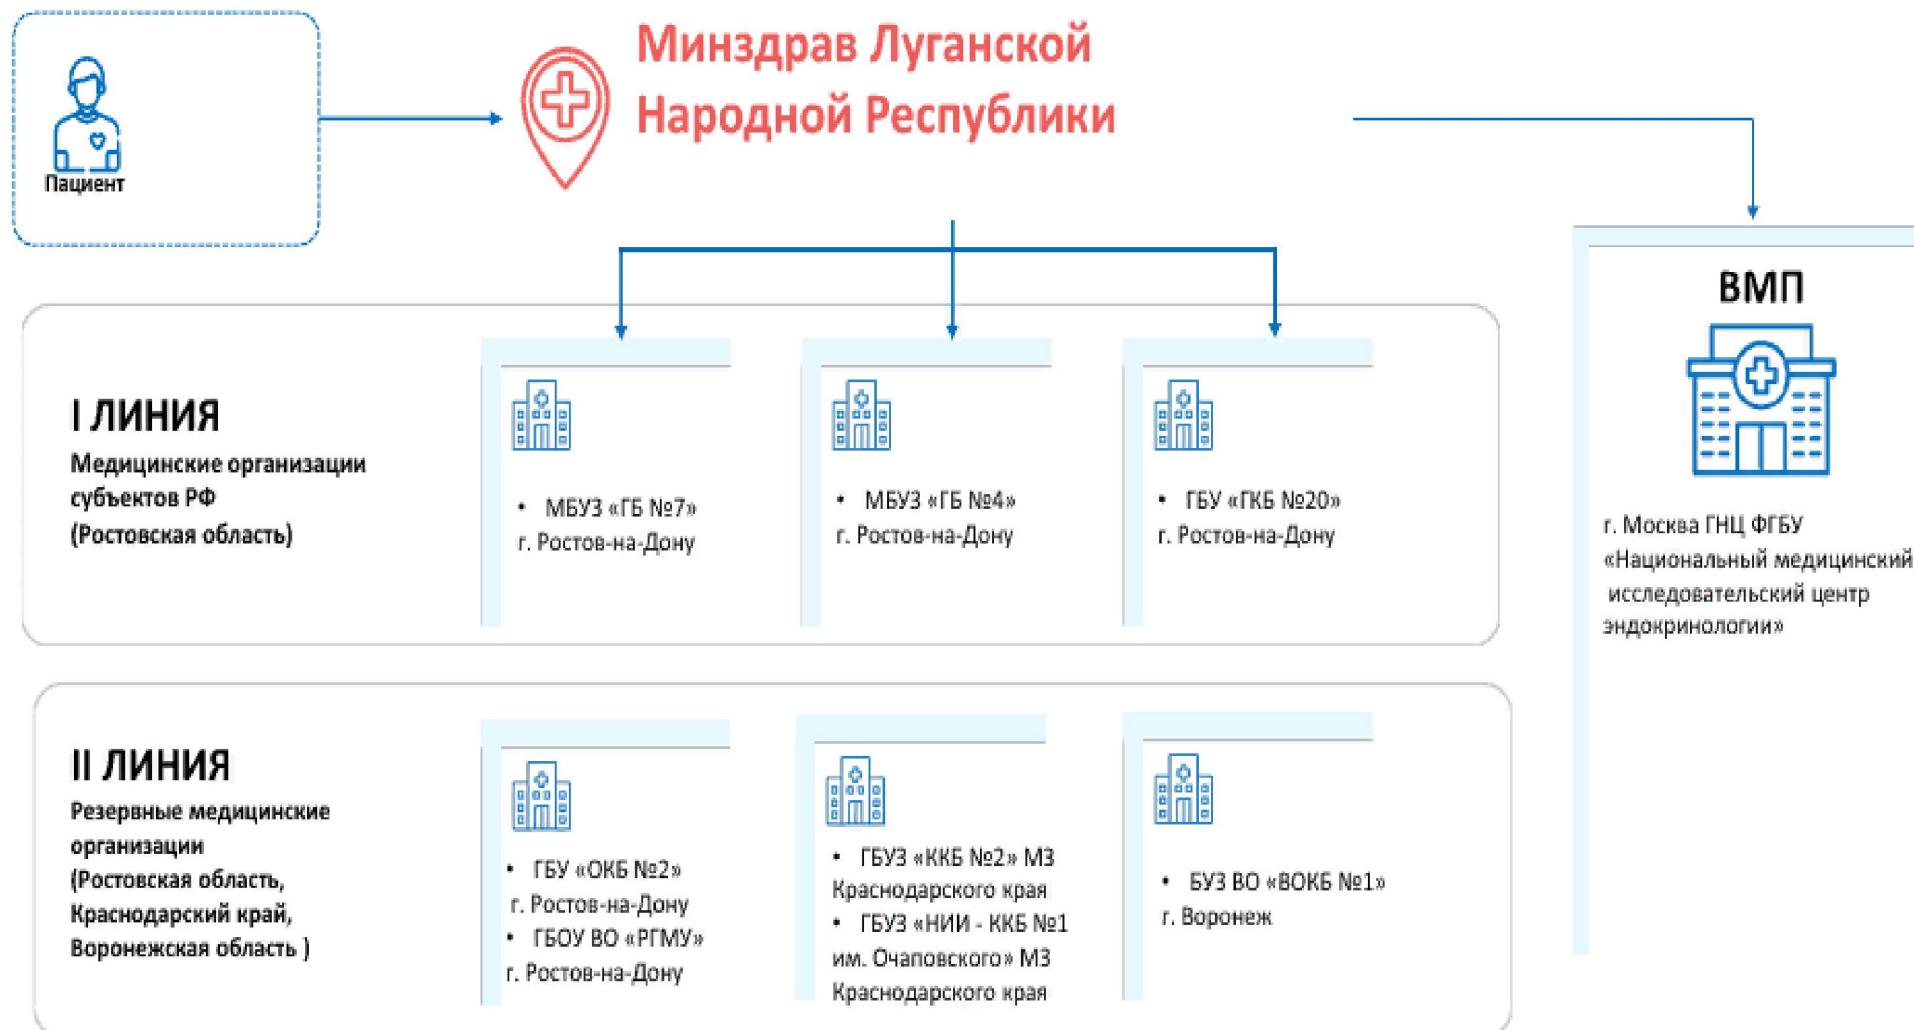 Пациент
Минздрав Луганской
Народной Республики
ВМП
г. Москва ГНЦ ФГБУ
«Национальный медицинский
исследовательский центр
эндокринологии»
I ЛИНИЯ
Медицинские организации
субъектов РФ
(Ростовская область)
• МБУЗ «ГБ №7»
г. Ростов-на-Дону
• МБУЗ «ГБ №4»
г. Ростов-на-Дону
• ГБУ «ГКБ №20»
г. Ростов-на-Дону
II ЛИНИЯ
Резервные медицинские
организации
(Ростовская область,
Краснодарский край,
Воронежская область )
• ГБУ «ОКБ №2»
г. Ростов-на-Дону
• ГБОУ ВО «РГМУ»
г. Ростов-на-Дону
• ГБУЗ «ККБ №2» МЗ
Краснодарского края
• ГБУЗ «НИИ - ККБ №1
им. Очаповского» МЗ
Краснодарского края
• БУЗ ВО «ВОКБ №1»
г. Воронеж